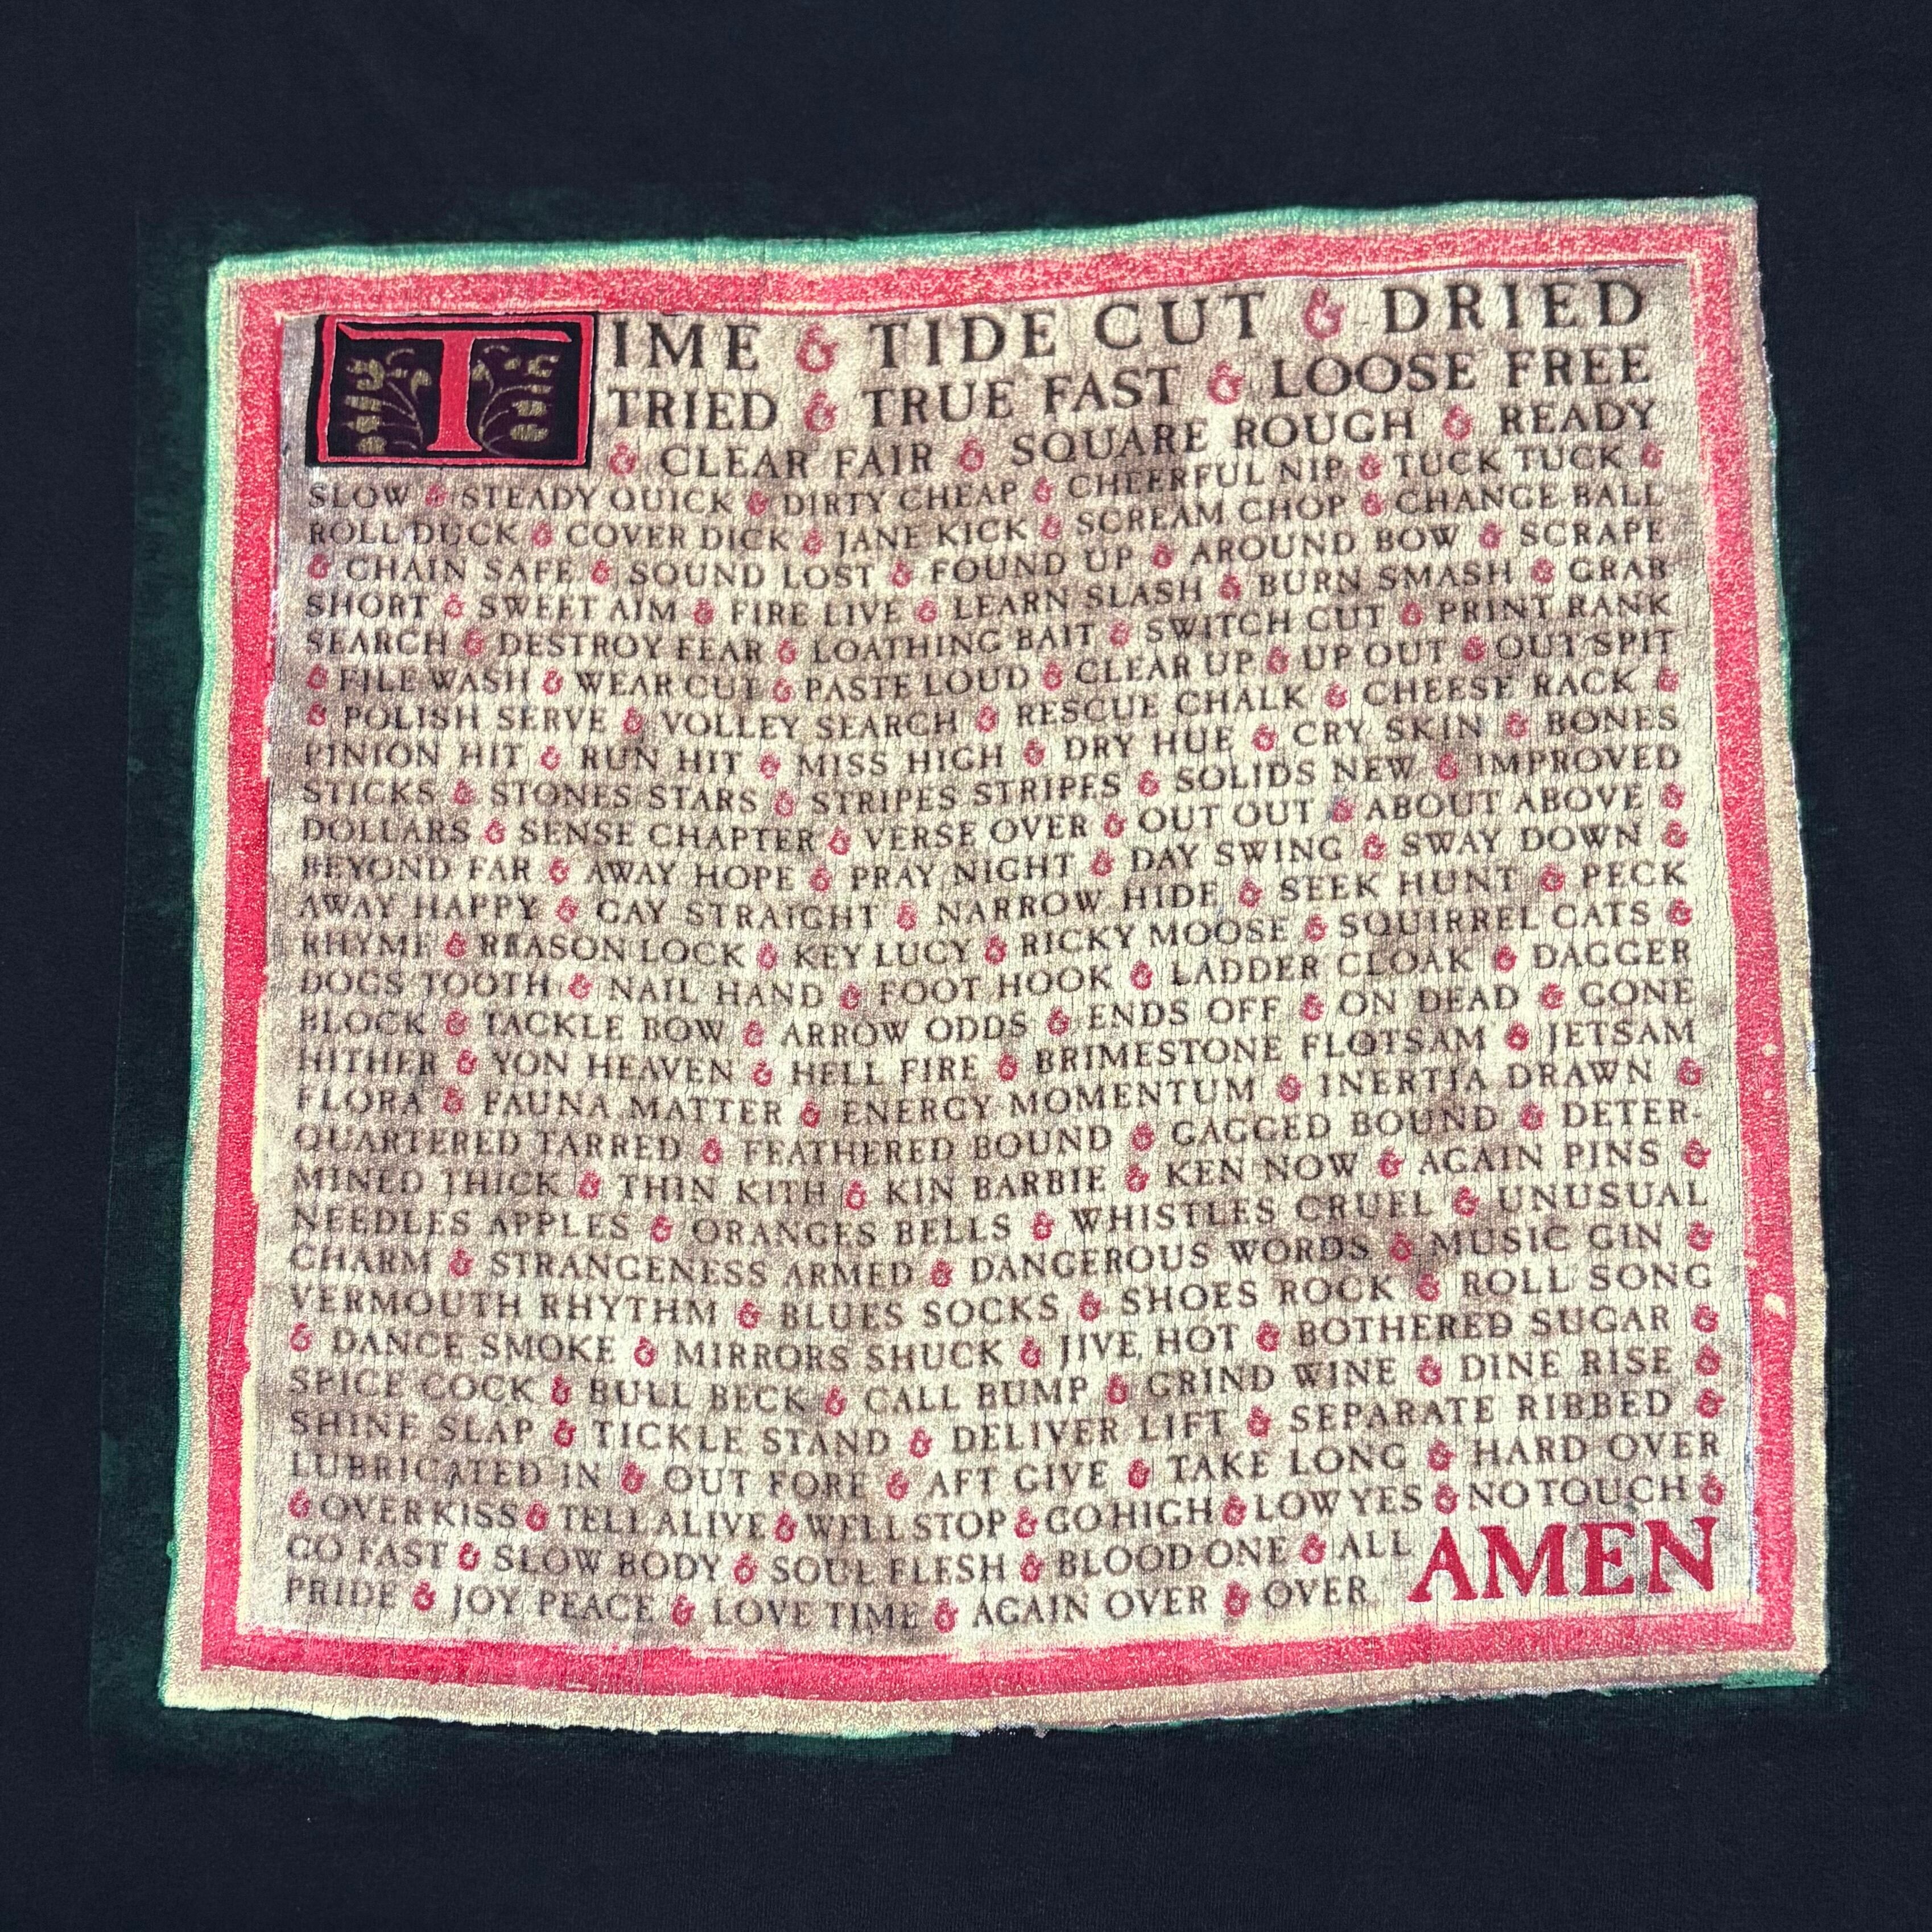 TIME & TIDE CUT & DRIED
TRIED & TRUE FAST & LOOSE FREE
& CLEAR FAIR & SQUARE ROUGH & READY
SLOW & STEADY QUICK & DIRTY CHEAP & CHEERFUL NIP & TUCK TUCK &
ROLL DUCK & COVER DICK & JANE KICK & SCREAM CHOP & CHANGE BALL
& CHAIN SAFE & SOUND LOST & FOUND UP & AROUND BOW & SCRAPE
SHORT & SWEET AIM & FIRE LIVE & LEARN SLASH & BURN SMASH & GRAB
SEARCH & DESTROY FEAR & LOATHING BAIT & SWITCH CUT & PRINT RANK
& FILE WASH & WEAR CUT & PASTE LOUD & CLEAR UP & UP OUT & OUT SPIT
& POLISH SERVE & VOLLEY SEARCH & RESCUE CHALK & CHEESE RACK &
PINION HIT & RUN HIT & MISS HIGH & DRY HUE & CRY SKIN & BONES
STICKS & STONES STARS & STRIPES STRIPES & SOLIDS NEW & IMPROVED
DOLLARS & SENSE CHAPTER & VERSE OVER & OUT OUT & ABOUT ABOVE &
BEYOND FAR & AWAY HOPE & PRAY NIGHT & DAY SWING & SWAY DOWN &
AWAY HAPPY & GAY STRAIGHT & NARROW HIDE & SEEK HUNT & PECK
RHYME & REASON LOCK & KEY LUCY & RICKY MOOSE & SQUIRREL CATS &
DOGS TOOTH & NAIL HAND & FOOT HOOK & LADDER CLOAK & DAGGER
BLOCK & TACKLE BOW & ARROW ODDS & ENDS OFF & ON DEAD & GONE
HITHER & YON HEAVEN & HELL FIRE & BRIMESTONE FLOTSAM & JETSAM
FLORA & FAUNA MATTER & ENERGY MOMENTUM & INERTIA DRAWN &
QUARTERED TARRED & FEATHERED BOUND & GAGGED BOUND & DETER-
MINED THICK & THIN KITH & KIN BARBIE & KEN NOW & AGAIN PINS &
NEEDLES APPLES & ORANGES BELLS & WHISTLES CRUEL & UNUSUAL
CHARM & STRANGENESS ARMED & DANGEROUS WORDS & MUSIC GIN &
VERMOUTH RHYTHM & BLUES SOCKS & SHOES ROCK & ROLL SONG
& DANCE SMOKE & MIRRORS SHUCK & JIVE HOT & BOTHERED SUGAR &
SPICE COCK & BULL BECK & CALL BUMP & GRIND WINE & DINE RISE &
SHINE SLAP & TICKLE STAND & DELIVER LIFT & SEPARATE RIBBED &
LUBRICATED IN & OUT FORE & AFT GIVE & TAKE LONG & HARD OVER
& OVER KISS & TELL ALIVE & WELL STOP & GO HIGH & LOW YES & NO TOUCH &
GO FAST & SLOW BODY & SOUL FLESH & BLOOD ONE & ALL
PRIDE & JOY PEACE & LOVE TIME & AGAIN OVER & OVER AMEN